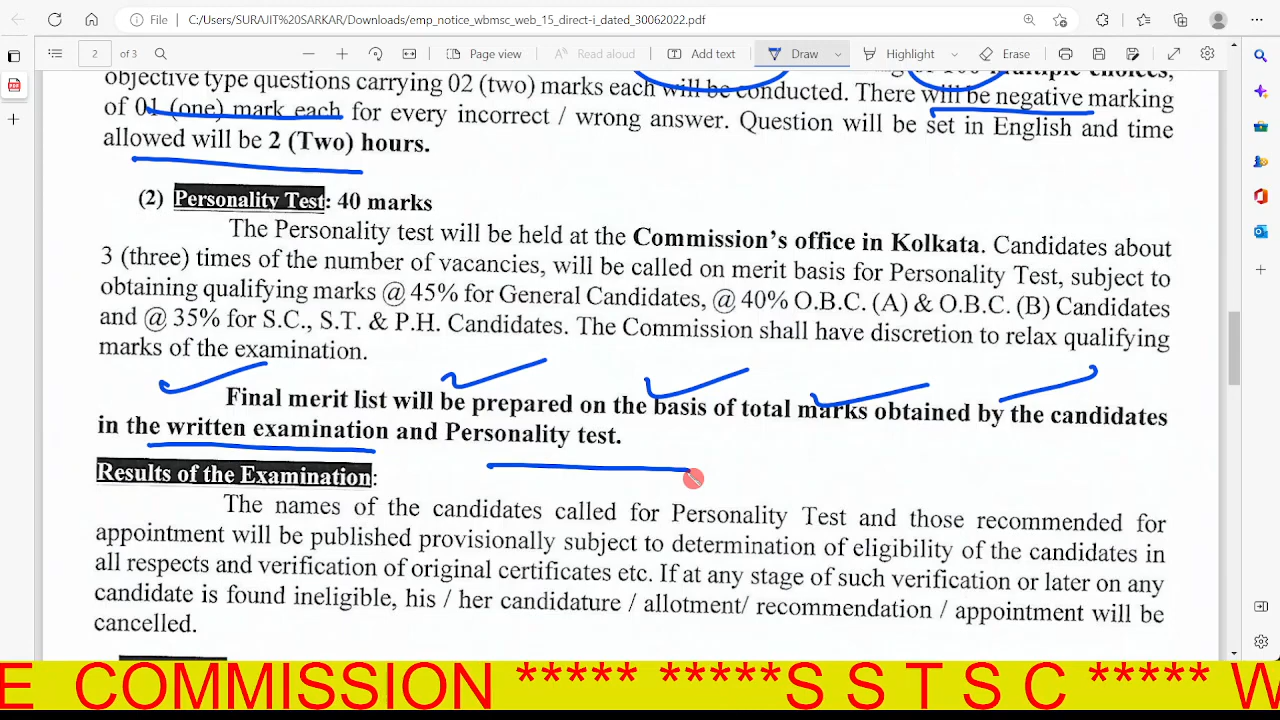 File
C:/Users/SURAJIT%20SARKAR/Downloads/emp_notice_wbmsc_web_15_direct-i_dated_30062022.pdf
2 of 3
Page view
Read aloud
Add text
Draw
Highlight
Erase
multiple choices,
objective type questions carrying 02 (two) marks each will be conducted. There will be negative marking
of 01 (one) mark each for every incorrect / wrong answer. Question will be set in English and time
allowed will be 2 (Two) hours.
(2) Personality Test: 40 marks
The Personality test will be held at the Commission's office in Kolkata. Candidates about
3 (three) times of the number of vacancies, will be called on merit basis for Personality Test, subject to
obtaining qualifying marks @ 45% for General Candidates, @ 40% O.B.C. (A) & O.B.C. (B) Candidates
and @ 35% for S.C., S.T. & P.H. Candidates. The Commission shall have discretion to relax qualifying
marks of the examination.
Final merit list will be prepared on the basis of total marks obtained by the candidates
in the written examination and Personality test.
Results of the Examination:
The names of the candidates called for Personality Test and those recommended for
appointment will be published provisionally subject to determination of eligibility of the candidates in
all respects and verification of original certificates etc. If at any stage of such verification or later on any
candidate is found ineligible, his / her candidature / allotment/ recommendation / appointment will be
cancelled.
E COMMISSION ***** *****S S T S C ***** W